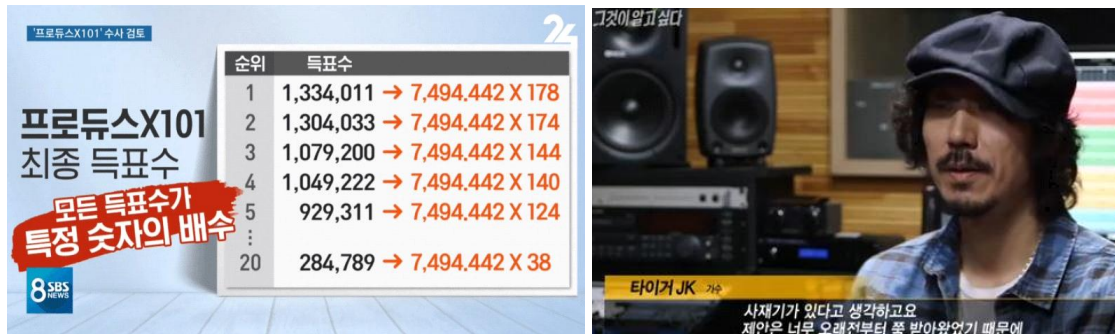 '프로듀스X101' 수사 검토
프로듀스X101
최종 득표수
모든 득표수가
특정 숫자의 배수
8 SBS
NEWS
순위 득표수
1 1,334,011 → 7,494.442 X 178
2 1,304,033 → 7,494.442 X 174
3 1,079,200 → 7,494.442 X 144
4 1,049,222 → 7,494.442 X 140
5 929,311 → 7,494.442 X 124
⋮
20 284,789 → 7,494.442 X 38
그것이 알고싶다
타이거 JK 가수
사재기가 있다고 생각하고요
제안은 너무 오래전부터 쭉 받아왔었기 때문에